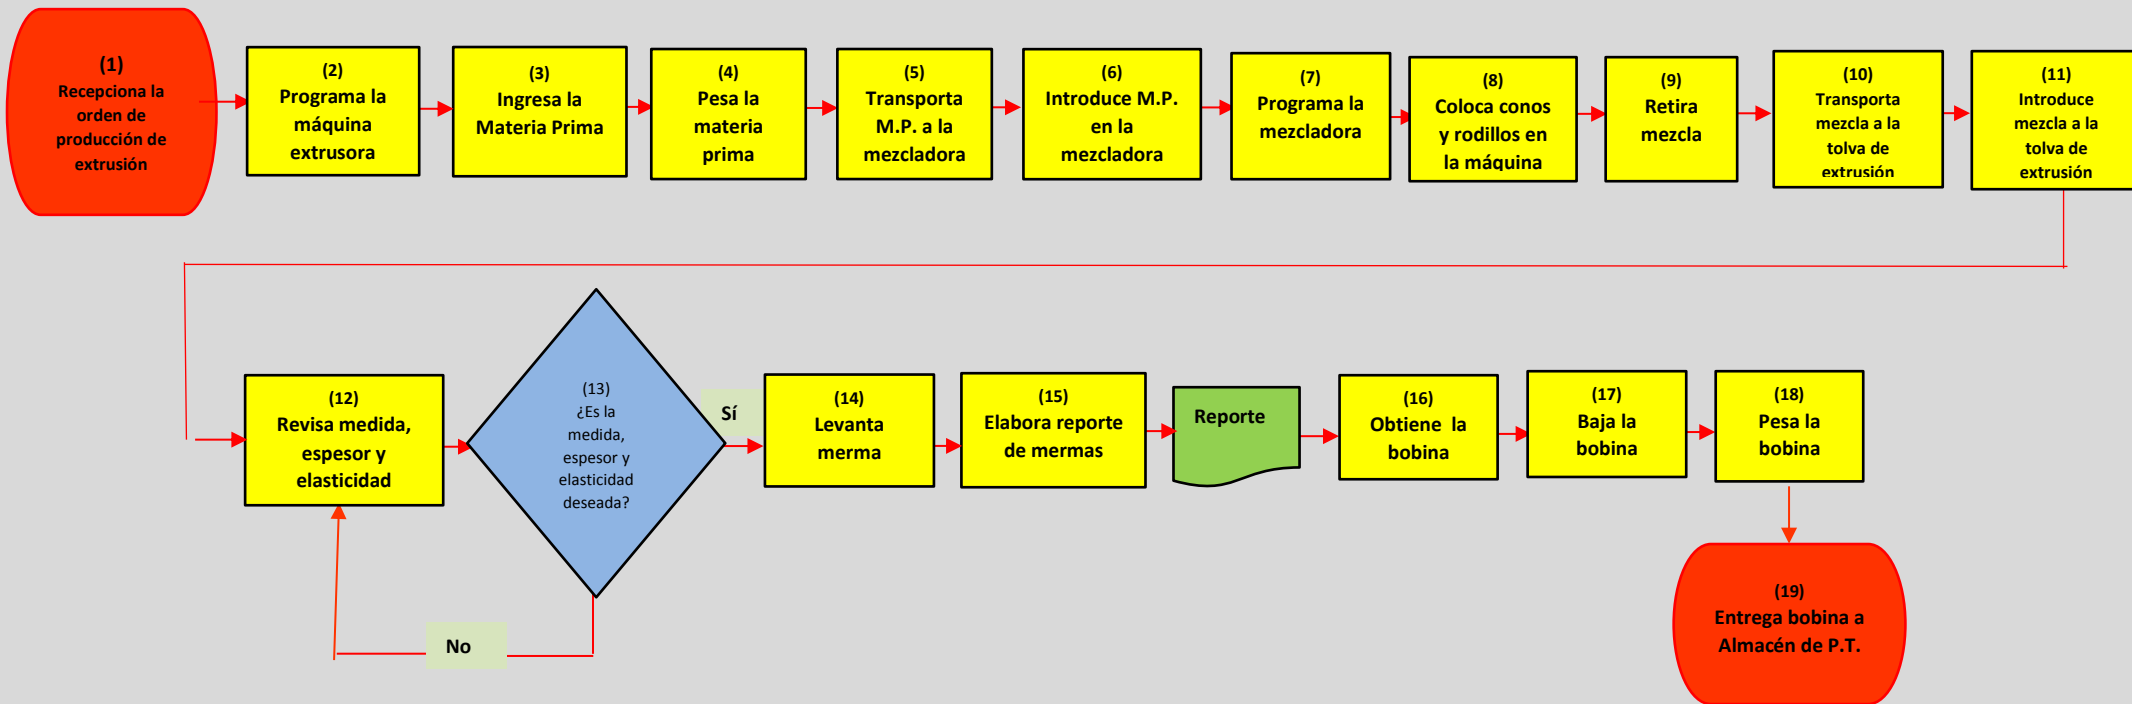 (1)
Recepciona la
orden de
producción de
extrusión
(2)
Programa la
máquina
extrusora
(3)
Ingresa la
Materia Prima
(4)
Pesa la
materia
prima
(5)
Transporta
M.P. a la
mezcladora
(6)
Introduce M.P.
en la
mezcladora
(7)
Programa la
mezcladora
(8)
Coloca conos
y rodillos en
la máquina
(9)
Retira
mezcla
(10)
Transporta
mezcla a la
tolva de
extrusión
(11)
Introduce
mezcla a la
tolva de
extrusión
(12)
Revisa medida,
espesor y
elasticidad
(13)
¿Es la
medida,
espesor y
elasticidad
deseada?
Sí
No
(14)
Levanta
merma
(15)
Elabora reporte
de mermas
Reporte
(16)
Obtiene la
bobina
(17)
Baja la
bobina
(18)
Pesa la
bobina
(19)
Entrega bobina a
Almacén de P.T.